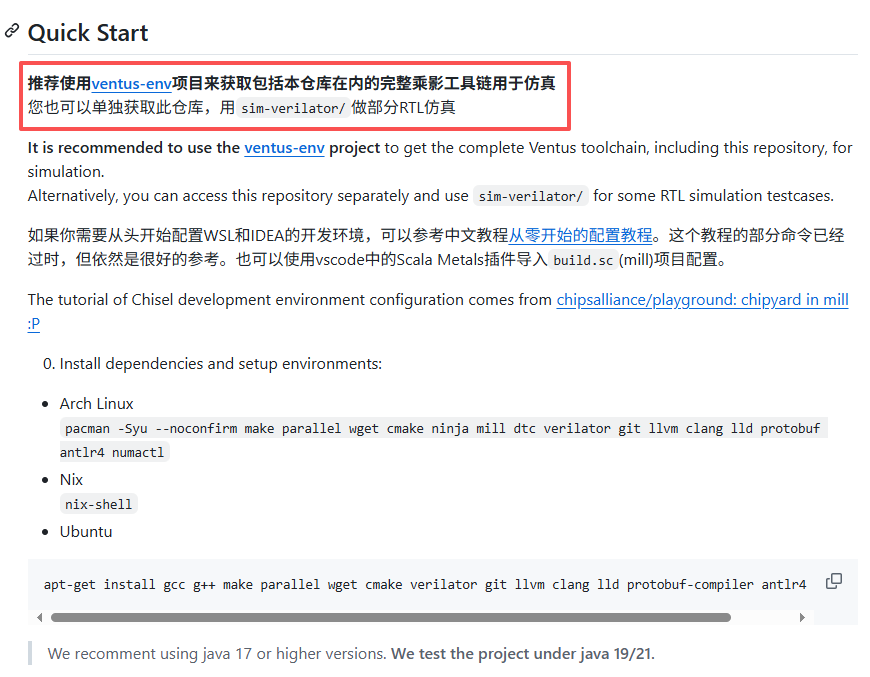 Quick Start
推荐使用ventus-env项目来获取包括本仓库在内的完整乘影工具链用于仿真
您也可以单独获取此仓库，用 sim-verilator/ 做部分RTL仿真
It is recommended to use the ventus-env project to get the complete Ventus toolchain, including this repository, for
simulation.
Alternatively, you can access this repository separately and use sim-verilator/ for some RTL simulation testcases.
如果你需要从头开始配置WSL和IDEA的开发环境，可以参考中文教程从零开始的配置教程。这个教程的部分命令已经
过时，但依然是很好的参考。也可以使用vscode中的Scala Metals插件导入 build.sc (mill)项目配置。
The tutorial of Chisel development environment configuration comes from chipsalliance/playground: chipyard in mill
:P
0. Install dependencies and setup environments:
• Arch Linux
pacman -Syu --noconfirm make parallel wget cmake ninja mill dtc verilator git llvm clang lld protobuf
antlr4 numactl
• Nix
nix-shell
• Ubuntu
apt-get install gcc g++ make parallel wget cmake verilator git llvm clang lld protobuf-compiler antlr4
We recomment using java 17 or higher versions. We test the project under java 19/21.